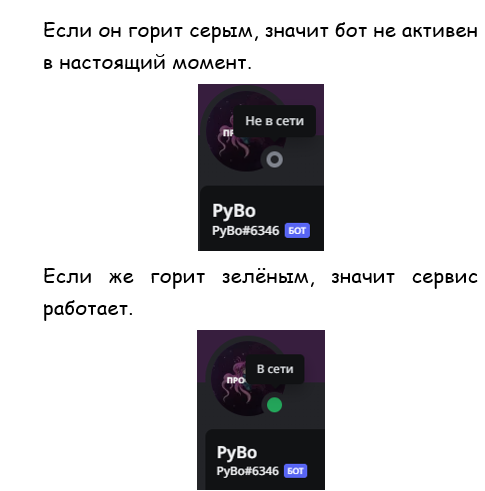 Если он горит серым, значит бот не активен
в настоящий момент.
Не в сети
PyBo
PyBo#6346 БОТ
Если же горит зелёным, значит сервис
работает.
В сети
ПРО
PyBo
PyBo#6346 БОТ